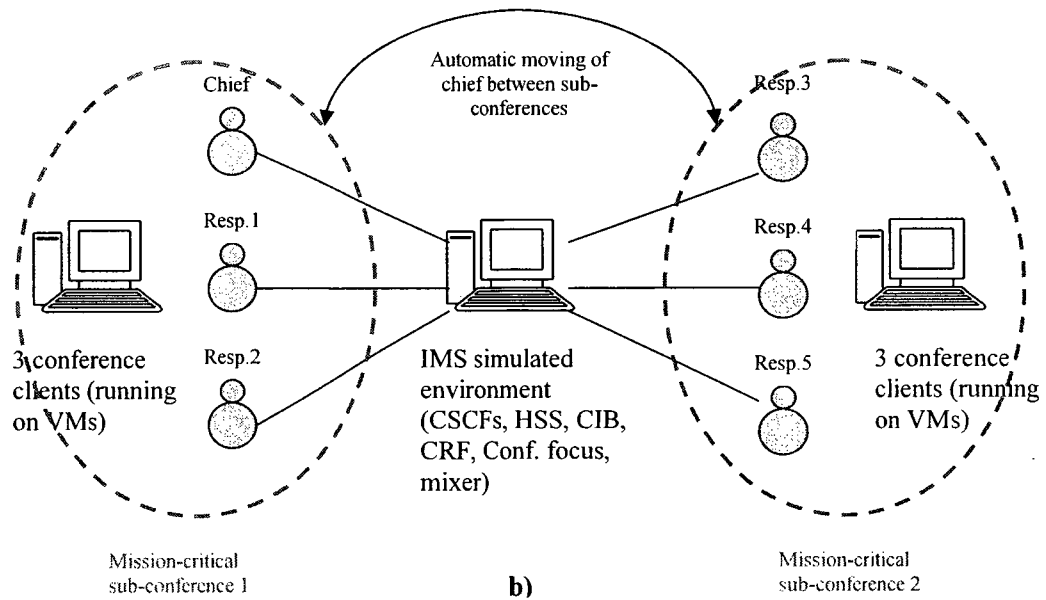 Automatic moving of
chief between sub-
conferences
Chief
Resp.1
Resp.2
Resp.3
Resp.4
Resp.5
3 conference
clients (running
on VMs)
IMS simulated
environment
(CSCFs, HSS, CIB,
CRF, Conf. focus,
mixer)
3 conference
clients (running
on VMs)
Mission-critical
sub-conference 1
b)
Mission-critical
sub-conference 2